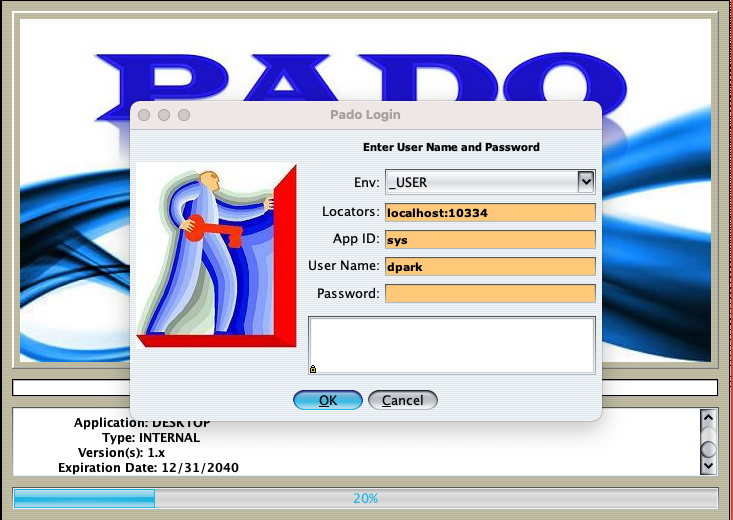 PADO
Pado Login
Enter User Name and Password
Env: _USER
Locators: localhost:10334
App ID: sys
User Name: dpark
Password:
OK Cancel
Application: DESKTOP
Type: INTERNAL
Version(s): 1.x
Expiration Date: 12/31/2040
20%